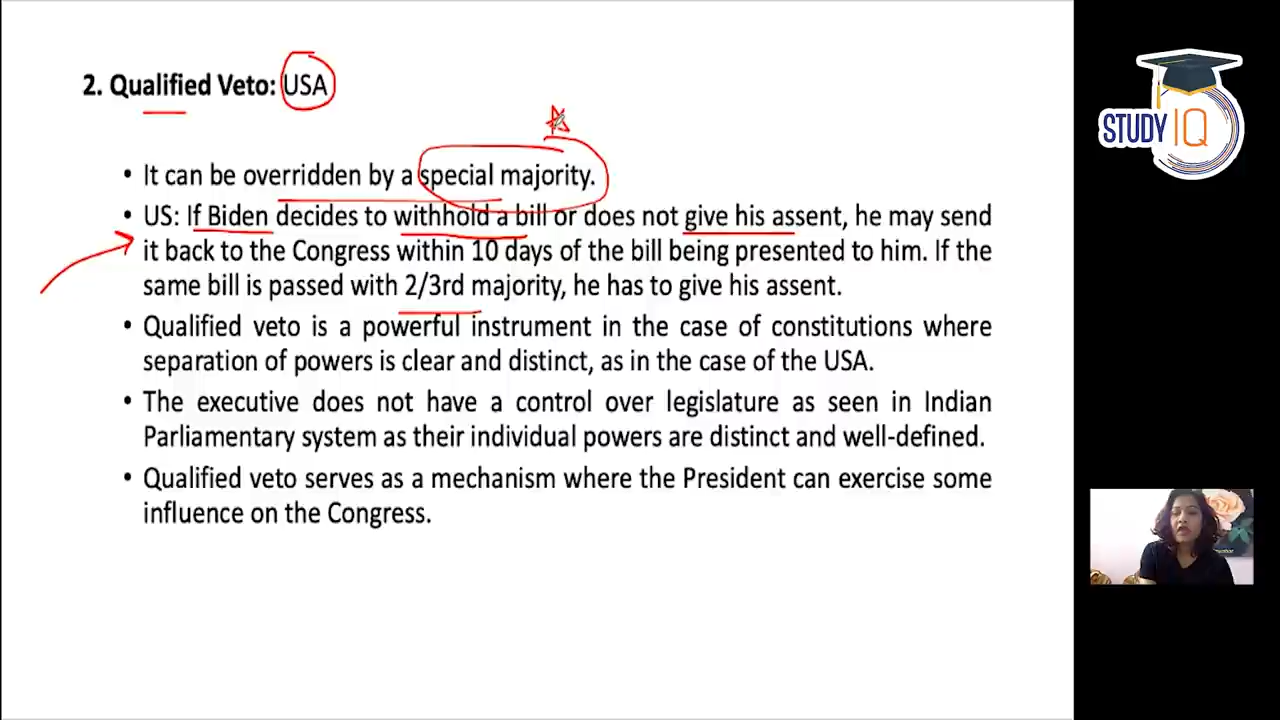 2. Qualified Veto: USA
• It can be overridden by a special majority.
• US: If Biden decides to withhold a bill or does not give his assent, he may send
it back to the Congress within 10 days of the bill being presented to him. If the
same bill is passed with 2/3rd majority, he has to give his assent.
• Qualified veto is a powerful instrument in the case of constitutions where
separation of powers is clear and distinct, as in the case of the USA.
• The executive does not have a control over legislature as seen in Indian
Parliamentary system as their individual powers are distinct and well-defined.
• Qualified veto serves as a mechanism where the President can exercise some
influence on the Congress.
STUDY IQ